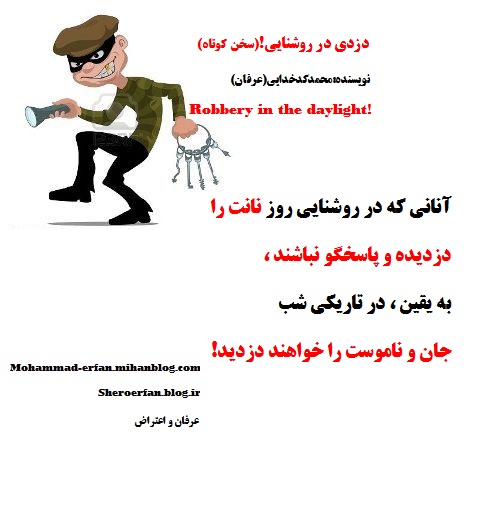 دزدی در روشنایی!(سخن کوتاه)
نویسنده:محمدکدخدایی(عرفان)
Robbery in the daylight!
آنانی که در روشنایی روز نانت را
دزدیده و پاسخگو نباشند ،
به یقین ، در تاریکی شب
جان و ناموست را خواهند دزدید!
Mohammad-erfan.mihanblog.com
Sheroerfan.blog.ir
عرفان و اعتراض